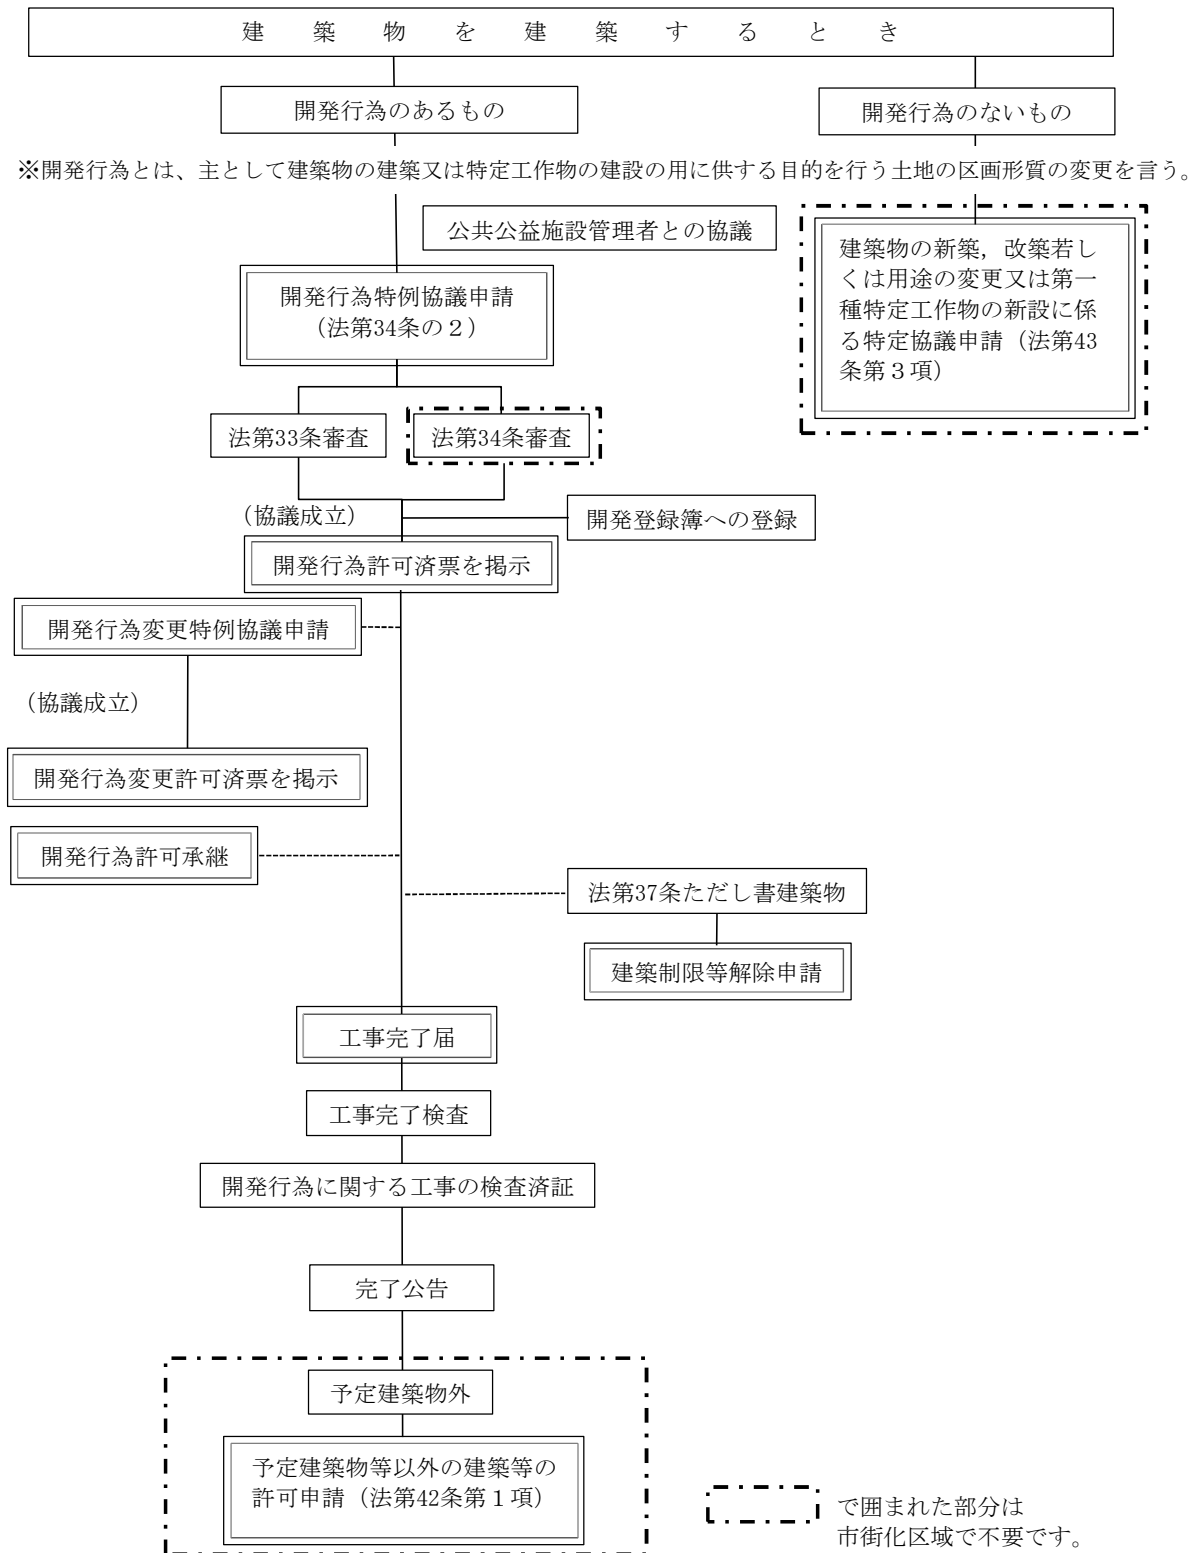 建築物を建築するとき
開発行為のあるもの
開発行為のないもの
※開発行為とは、主として建築物の建築又は特定工作物の建設の用に供する目的を行う土地の区画形質の変更を言う。
公共公益施設管理者との協議
建築物の新築，改築若し
くは用途の変更又は第一
種特定工作物の新設に係
る特定協議申請（法第43
条第３項）
開発行為特例協議申請
（法第34条の２）
法第33条審査
法第34条審査
（協議成立）
開発登録簿への登録
開発行為許可済票を掲示
開発行為変更特例協議申請
（協議成立）
開発行為変更許可済票を掲示
開発行為許可承継
法第37条ただし書建築物
建築制限等解除申請
工事完了届
工事完了検査
開発行為に関する工事の検査済証
完了公告
予定建築物外
予定建築物等以外の建築等の
許可申請（法第42条第１項）
で囲まれた部分は
市街化区域で不要です。